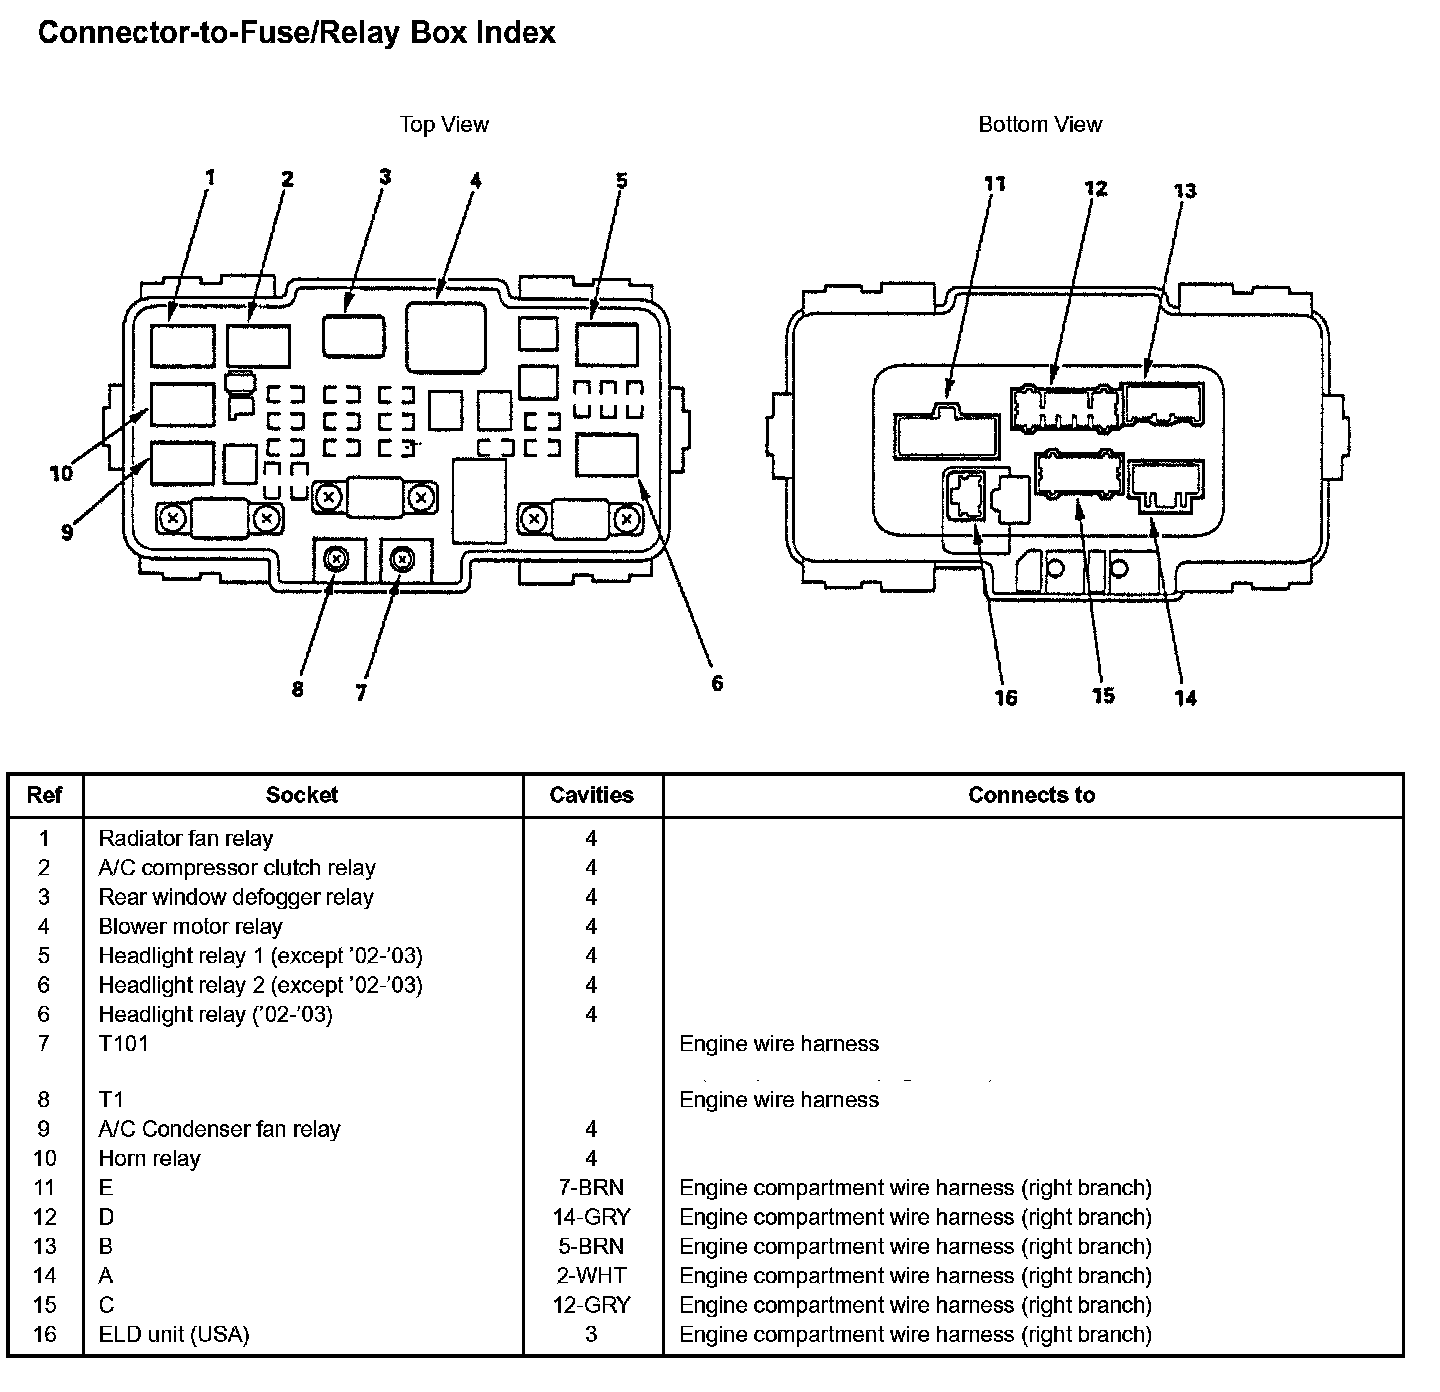 Connector-to-Fuse/Relay Box Index
Top View
Bottom View
1 2 3 4 5
11 12 13
10
9
8 7 6
16 15 14
Ref Socket Cavities Connects to
1 Radiator fan relay 4
2 A/C compressor clutch relay 4
3 Rear window defogger relay 4
4 Blower motor relay 4
5 Headlight relay 1 (except '02-'03) 4
6 Headlight relay 2 (except '02-'03) 4
6 Headlight relay ('02-'03) 4
7 T101 Engine wire harness
8 T1 Engine wire harness
9 A/C Condenser fan relay 4
10 Horn relay 4
11 E 7-BRN Engine compartment wire harness (right branch)
12 D 14-GRY Engine compartment wire harness (right branch)
13 B 5-BRN Engine compartment wire harness (right branch)
14 A 2-WHT Engine compartment wire harness (right branch)
15 C 12-GRY Engine compartment wire harness (right branch)
16 ELD unit (USA) 3 Engine compartment wire harness (right branch)